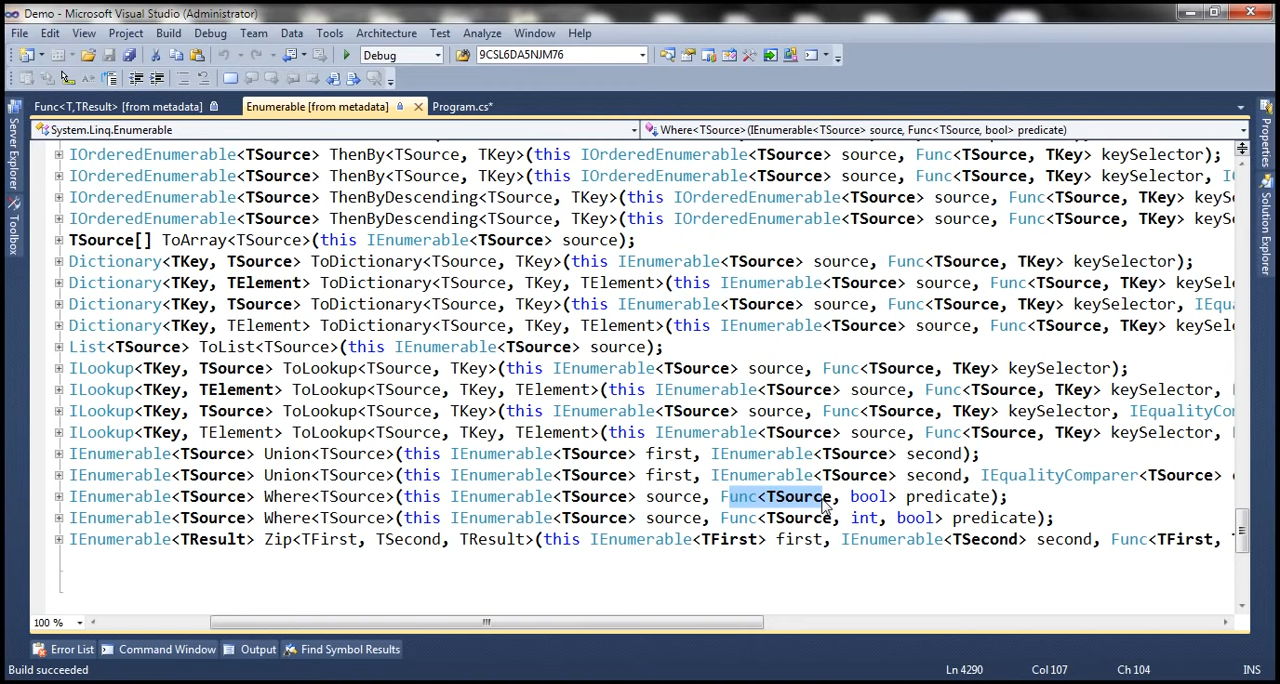 Demo - Microsoft Visual Studio (Administrator)
File Edit View Project Build Debug Team Data Tools Architecture Test Analyze Window Help
Debug 9CSL6DA5NJM76
Func<T,TResult> [from metadata] Enumerable [from metadata] Program.cs*
System.Linq.Enumerable Where<TSource>(IEnumerable<TSource> source, Func<TSource, bool> predicate)
IOrderedEnumerable<TSource> ThenBy<TSource, TKey>(this IOrderedEnumerable<TSource> source, Func<TSource, TKey> keySelector);
IOrderedEnumerable<TSource> ThenBy<TSource, TKey>(this IOrderedEnumerable<TSource> source, Func<TSource, TKey> keySelector, IC
IOrderedEnumerable<TSource> ThenByDescending<TSource, TKey>(this IOrderedEnumerable<TSource> source, Func<TSource, TKey> keyS
IOrderedEnumerable<TSource> ThenByDescending<TSource, TKey>(this IOrderedEnumerable<TSource> source, Func<TSource, TKey> keyS
TSource[] ToArray<TSource>(this IEnumerable<TSource> source);
Dictionary<TKey, TSource> ToDictionary<TSource, TKey>(this IEnumerable<TSource> source, Func<TSource, TKey> keySelector);
Dictionary<TKey, TElement> ToDictionary<TSource, TKey, TElement>(this IEnumerable<TSource> source, Func<TSource, TKey> keySele
Dictionary<TKey, TSource> ToDictionary<TSource, TKey>(this IEnumerable<TSource> source, Func<TSource, TKey> keySelector, IEqu
Dictionary<TKey, TElement> ToDictionary<TSource, TKey, TElement>(this IEnumerable<TSource> source, Func<TSource, TKey> keySele
List<TSource> ToList<TSource>(this IEnumerable<TSource> source);
ILookup<TKey, TSource> ToLookup<TSource, TKey>(this IEnumerable<TSource> source, Func<TSource, TKey> keySelector);
ILookup<TKey, TElement> ToLookup<TSource, TKey, TElement>(this IEnumerable<TSource> source, Func<TSource, TKey> keySelector,
ILookup<TKey, TSource> ToLookup<TSource, TKey>(this IEnumerable<TSource> source, Func<TSource, TKey> keySelector, IEqualityCon
ILookup<TKey, TElement> ToLookup<TSource, TKey, TElement>(this IEnumerable<TSource> source, Func<TSource, TKey> keySelector,
IEnumerable<TSource> Union<TSource>(this IEnumerable<TSource> first, IEnumerable<TSource> second);
IEnumerable<TSource> Union<TSource>(this IEnumerable<TSource> first, IEnumerable<TSource> second, IEqualityComparer<TSource> c
IEnumerable<TSource> Where<TSource>(this IEnumerable<TSource> source, Func<TSource, bool> predicate);
IEnumerable<TSource> Where<TSource>(this IEnumerable<TSource> source, Func<TSource, int, bool> predicate);
IEnumerable<TResult> Zip<TFirst, TSecond, TResult>(this IEnumerable<TFirst> first, IEnumerable<TSecond> second, Func<TFirst, T
Server Explorer
Toolbox
Properties
Solution Explorer
100 %
Error List Command Window Output Find Symbol Results
Build succeeded Ln 4290 Col 107 Ch 104 INS